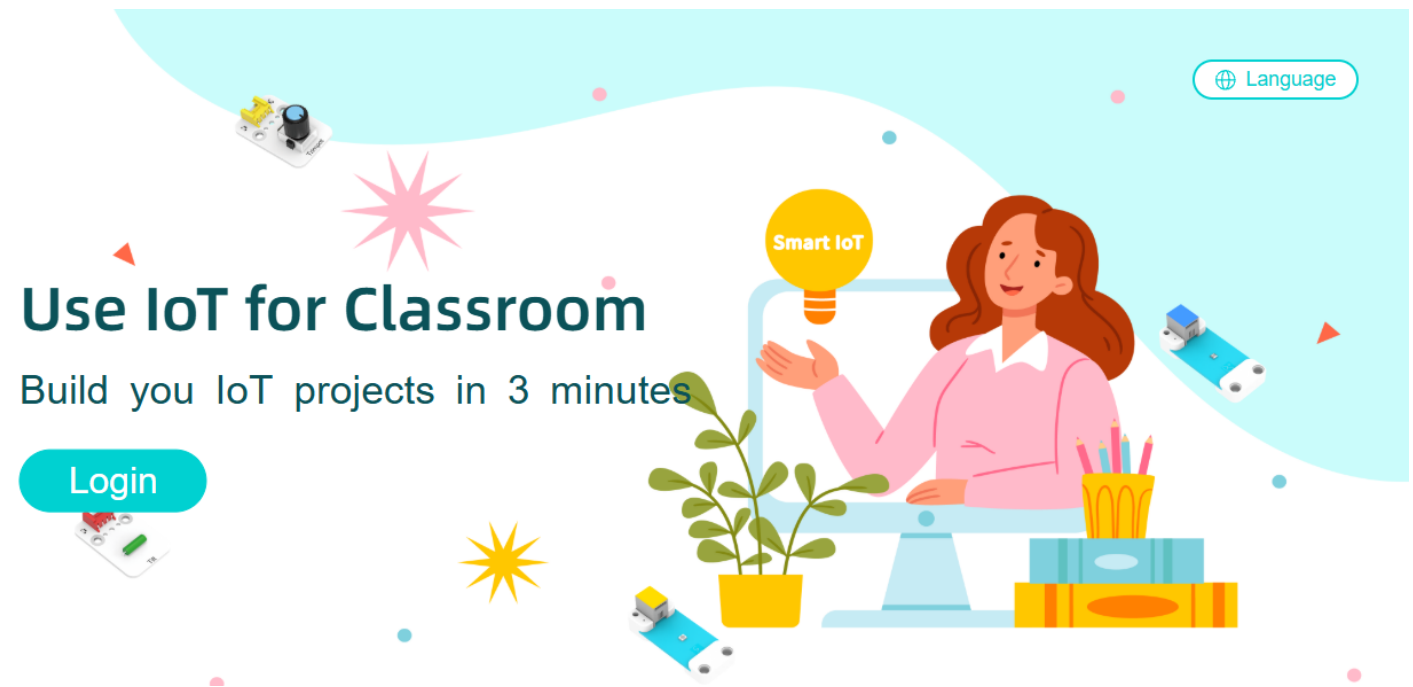 Language
Smart IoT
Use IoT for Classroom
Build you IoT projects in 3 minutes
Login